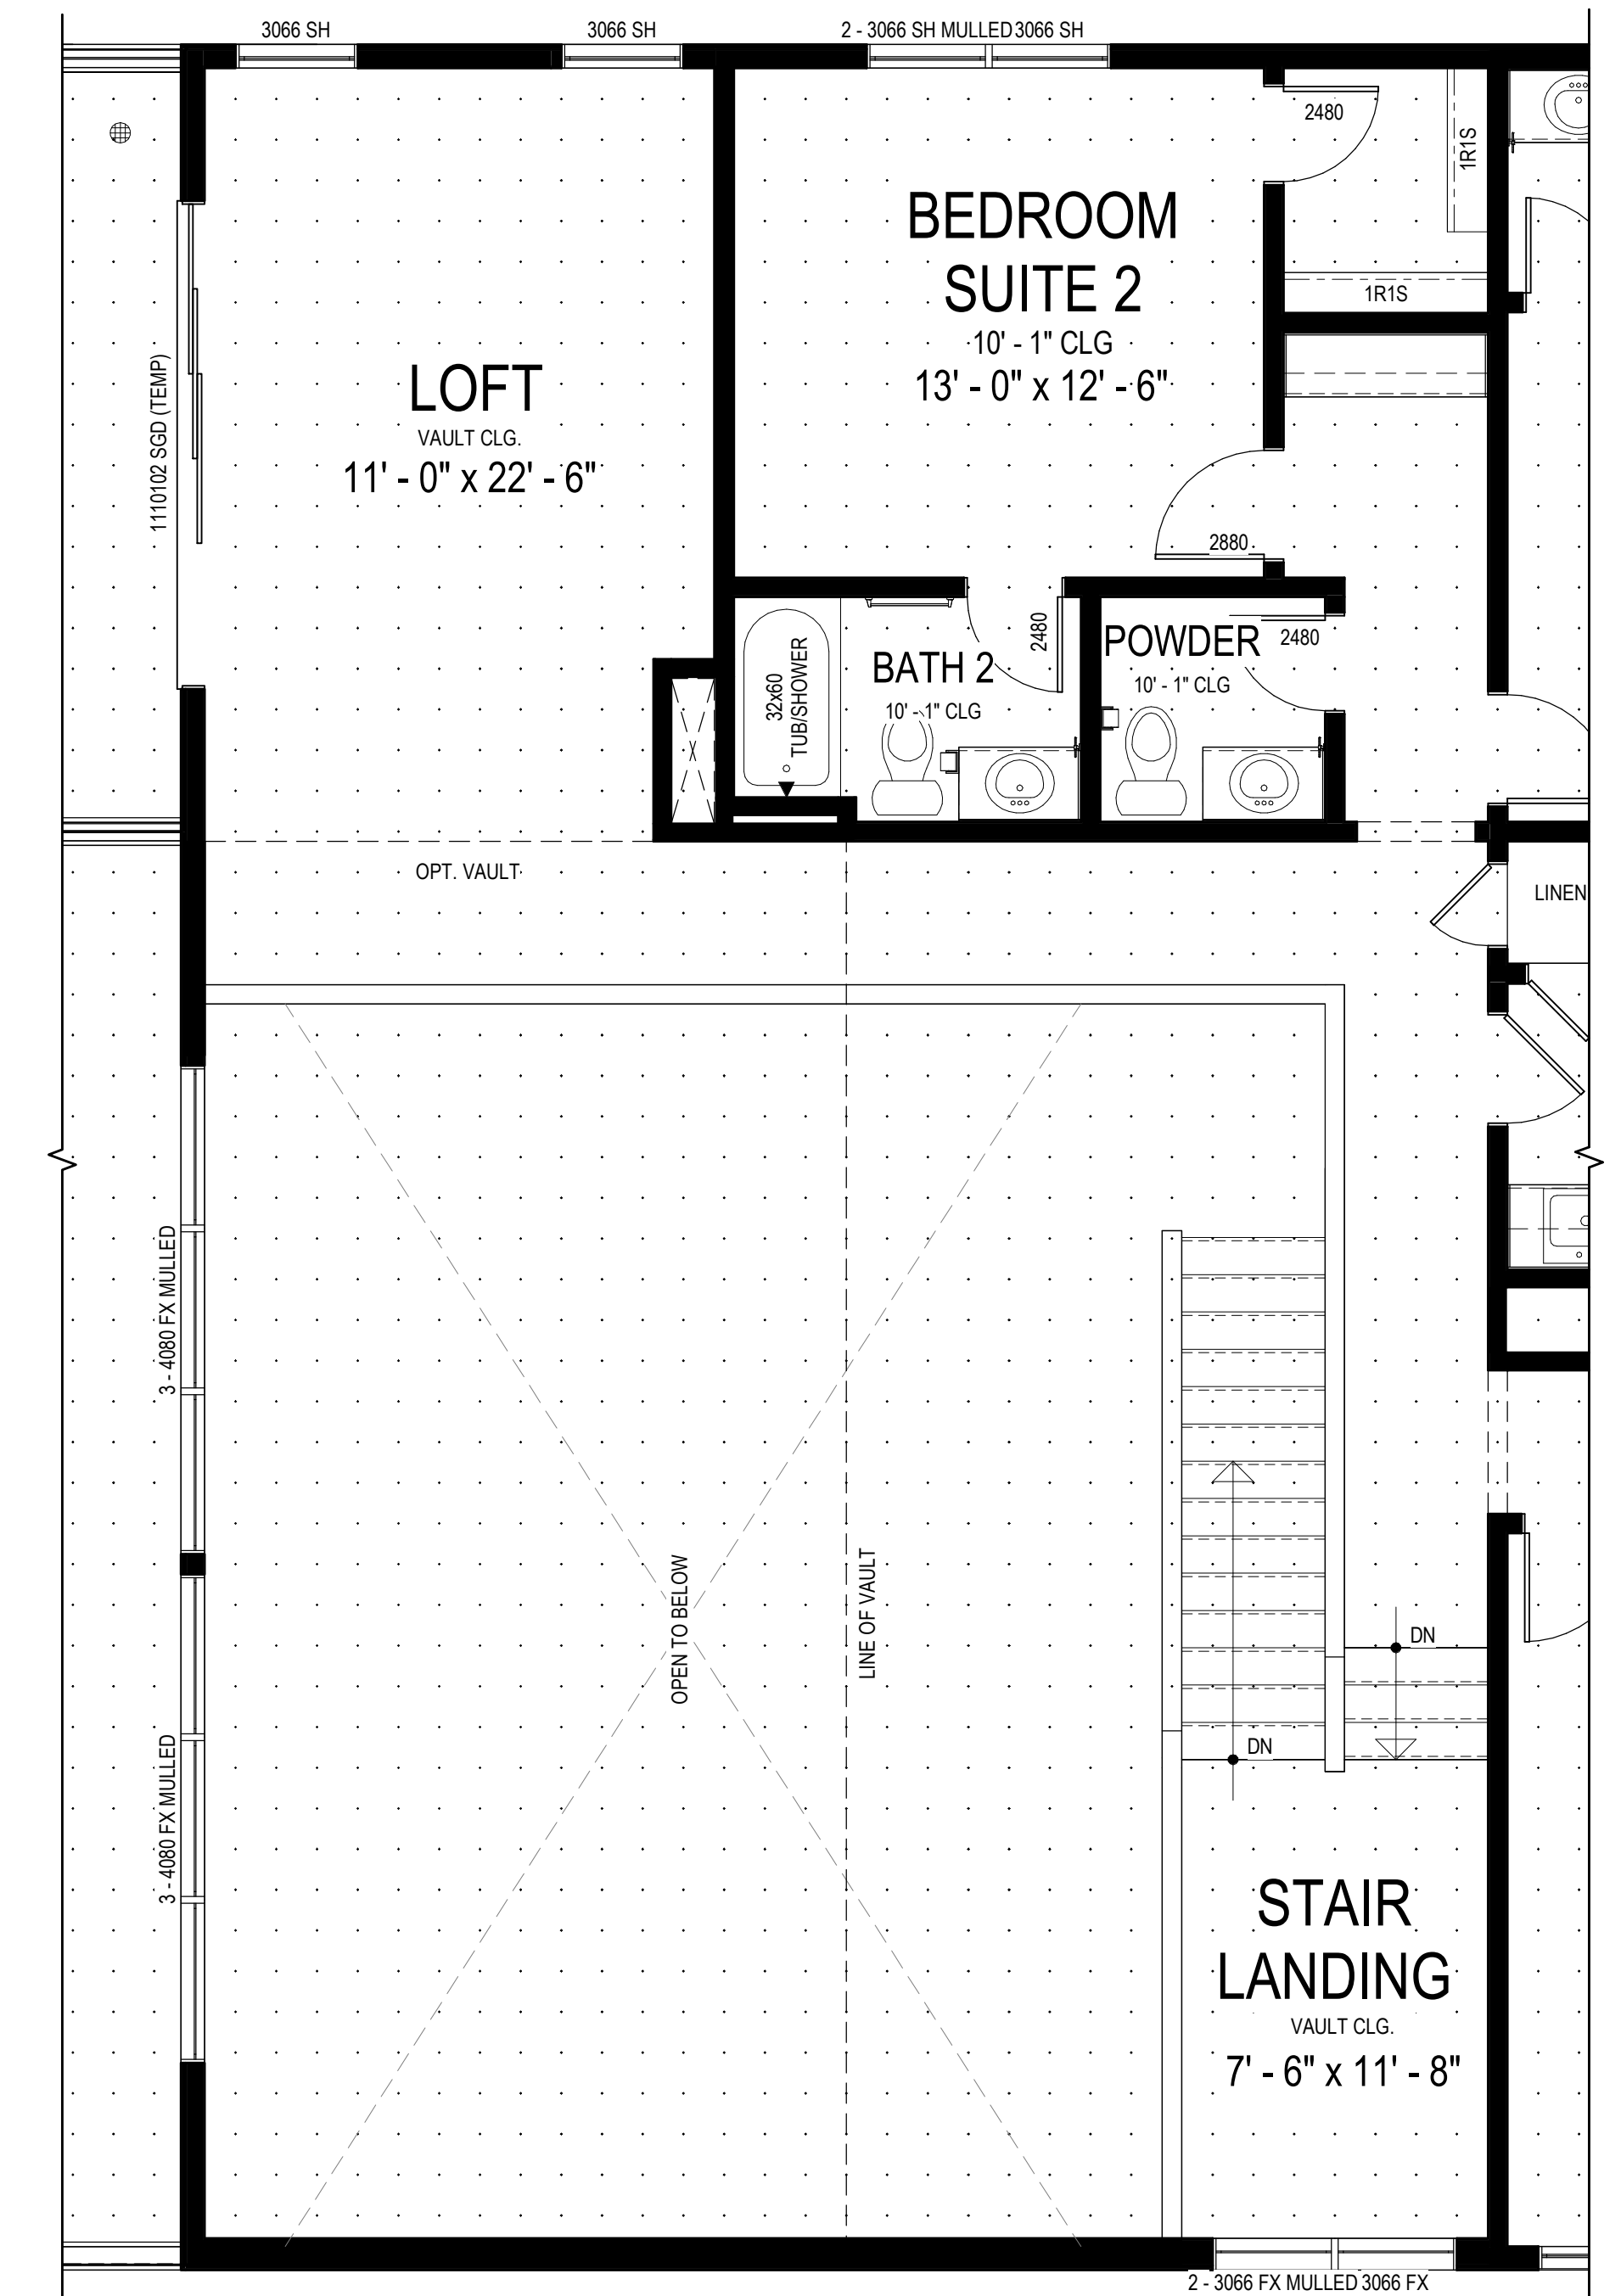 3066 SH
3066 SH
2 - 3066 SH MULLED 3066 SH
2480
1R1S
1R1S
BEDROOM
SUITE 2
10' - 1" CLG
13' - 0" x 12' - 6"
LOFT
VAULT CLG.
11' - 0" x 22' - 6"
1110102 SGD (TEMP)
2880
2480
32x60
TUB/SHOWER
BATH 2
10' - 1" CLG
POWDER
2480
10' - 1" CLG
OPT. VAULT
LINEN
3 - 4080 FX MULLED
OPEN TO BELOW
LINE OF VAULT
DN
DN
3 - 4080 FX MULLED
STAIR
LANDING
VAULT CLG.
7' - 6" x 11' - 8"
2 - 3066 FX MULLED 3066 FX